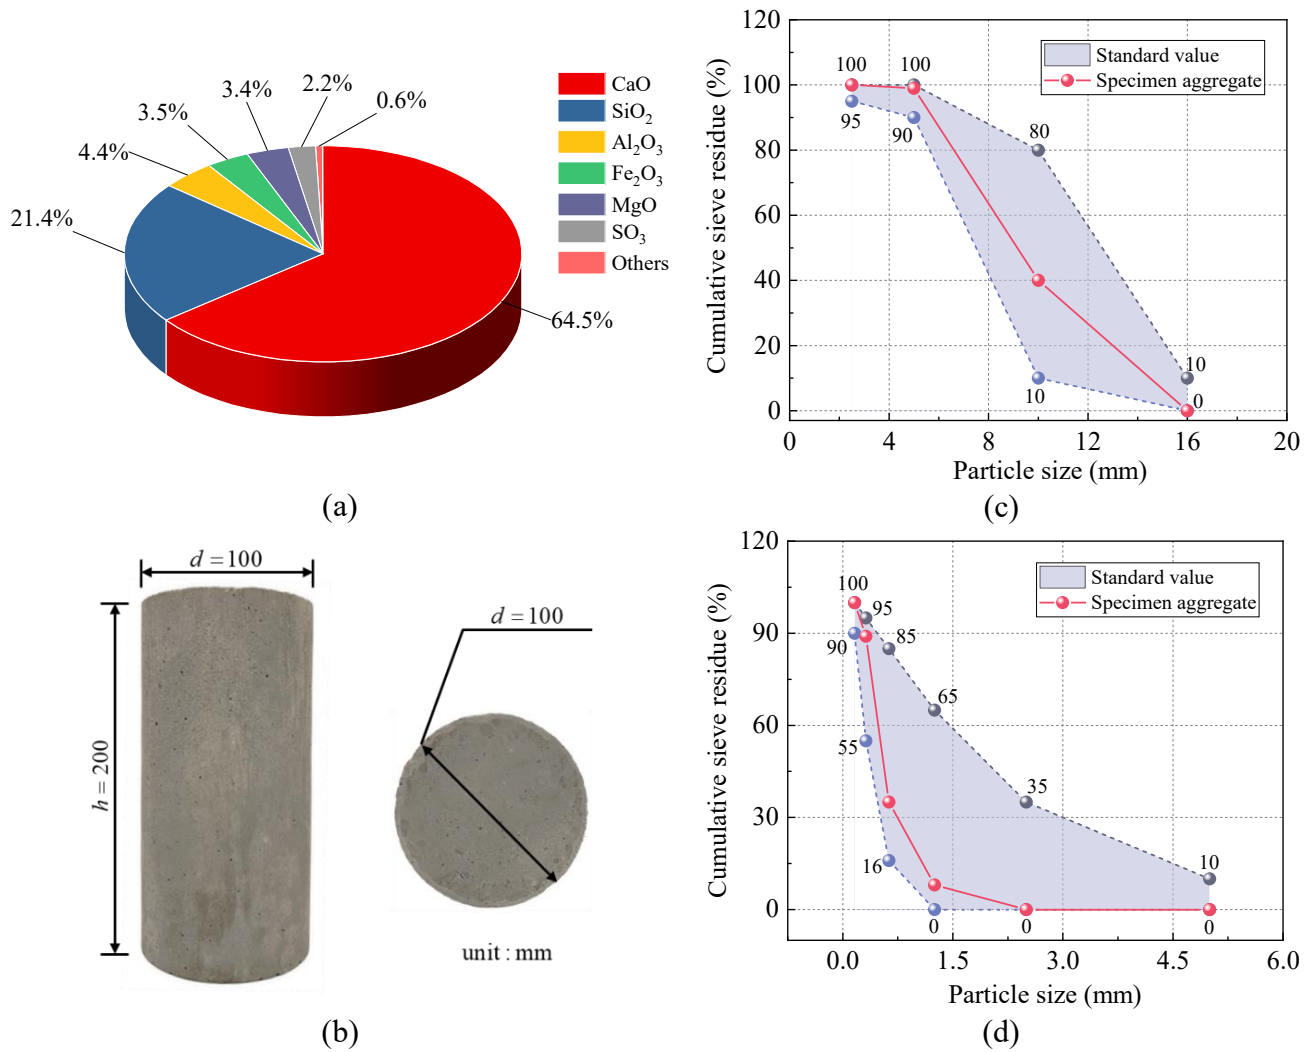 3.4%
2.2%
0.6%
3.5%
4.4%
21.4%
64.5%
CaO
SiO₂
Al₂O₃
Fe₂O₃
MgO
SO₃
Others
(a)
Cumulative sieve residue (%)
120
100
80
60
40
20
0
100
100
95
90
80
10
10
0
Standard value
Specimen aggregate
0
4
8
12
16
20
Particle size (mm)
(c)
d = 100
h = 200
d = 100
unit : mm
(b)
Cumulative sieve residue (%)
120
90
60
30
0
100
95
90
85
65
55
35
16
10
0
0
0
Standard value
Specimen aggregate
0.0
1.5
3.0
4.5
6.0
Particle size (mm)
(d)